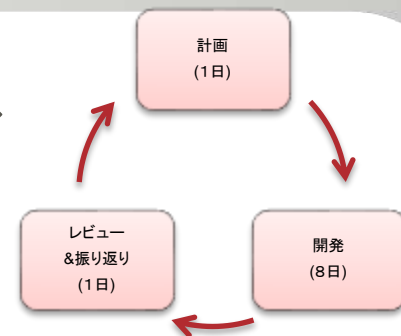 計画
(1日)
開発
(8日)
レビュー
&振り返り
(1日)